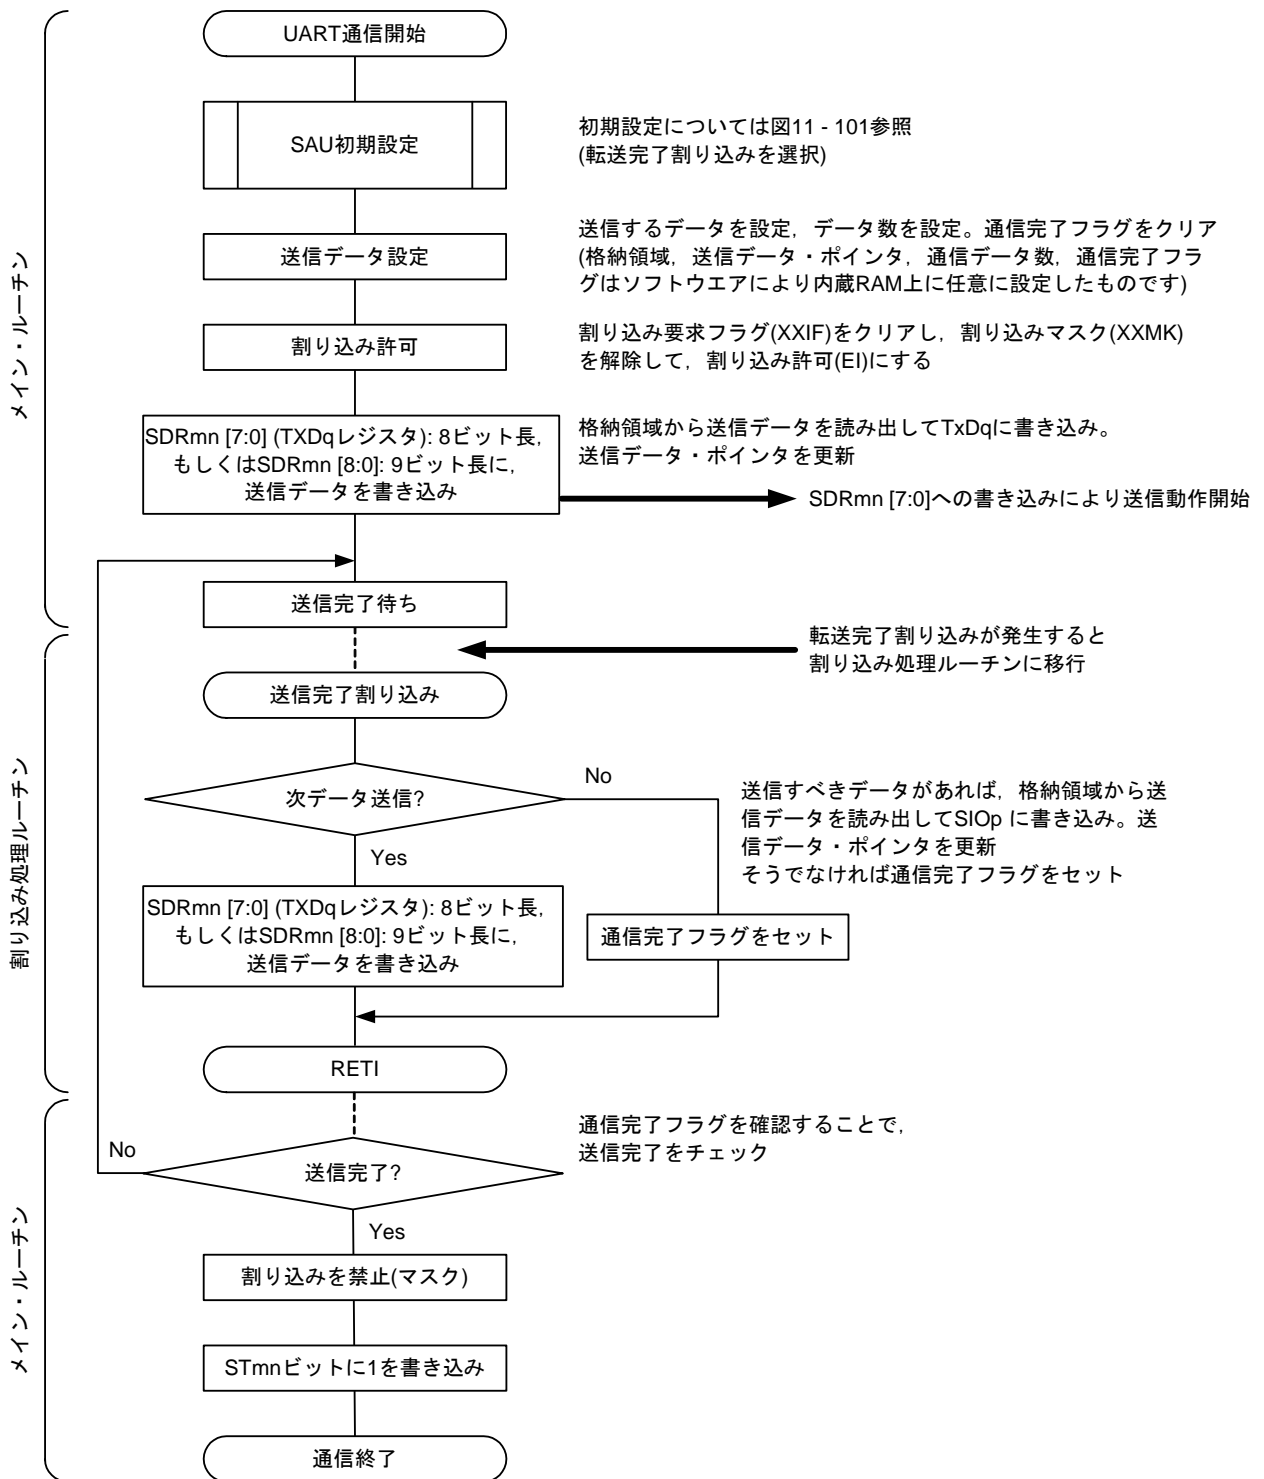 UART通信開始
SAU初期設定
初期設定については図11 - 101参照
(転送完了割り込みを選択)
送信データ設定
送信するデータを設定，データ数を設定。通信完了フラグをクリア
(格納領域，送信データ・ポインタ，通信データ数，通信完了フラ
グはソフトウエアにより内蔵RAM上に任意に設定したものです)
メイン・ルーチン
割り込み許可
割り込み要求フラグ(XXIF)をクリアし，割り込みマスク(XXMK)
を解除して，割り込み許可(EI)にする
SDRmn [7:0] (TXDqレジスタ): 8ビット長,
もしくはSDRmn [8:0]: 9ビット長に,
送信データを書き込み
格納領域から送信データを読み出してTxDqに書き込み。
送信データ・ポインタを更新
SDRmn [7:0]への書き込みにより送信動作開始
送信完了待ち
転送完了割り込みが発生すると
割り込み処理ルーチンに移行
送信完了割り込み
割り込み処理ルーチン
次データ送信?
No
Yes
送信すべきデータがあれば，格納領域から送
信データを読み出してSIOp に書き込み。送
信データ・ポインタを更新
そうでなければ通信完了フラグをセット
SDRmn [7:0] (TXDqレジスタ): 8ビット長,
もしくはSDRmn [8:0]: 9ビット長に,
送信データを書き込み
通信完了フラグをセット
RETI
通信完了フラグを確認することで,
送信完了をチェック
No
送信完了?
Yes
メイン・ルーチン
割り込みを禁止(マスク)
STmnビットに1を書き込み
通信終了